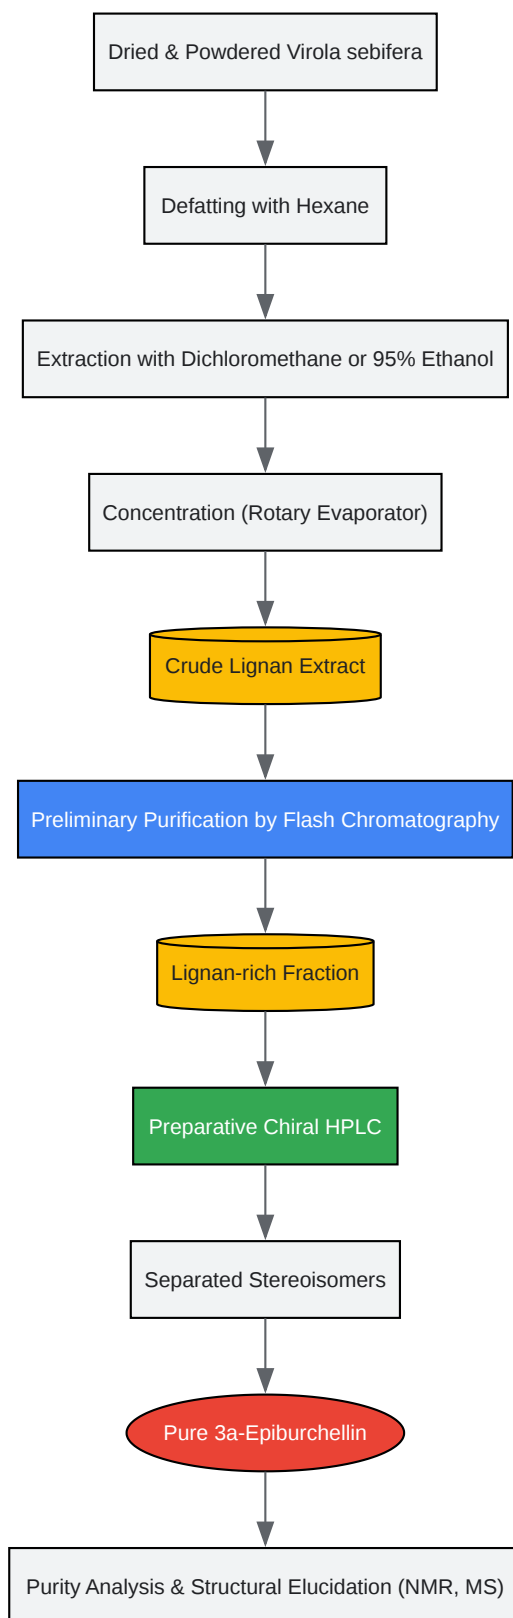 Dried & Powdered Virola sebifera
Defatting with Hexane
Extraction with Dichloromethane or 95% Ethanol
Concentration (Rotary Evaporator)
Crude Lignan Extract
Preliminary Purification by Flash Chromatography
Lignan-rich Fraction
Preparative Chiral HPLC
Separated Stereoisomers
Pure 3a-Epiburchellin
Purity Analysis & Structural Elucidation (NMR, MS)